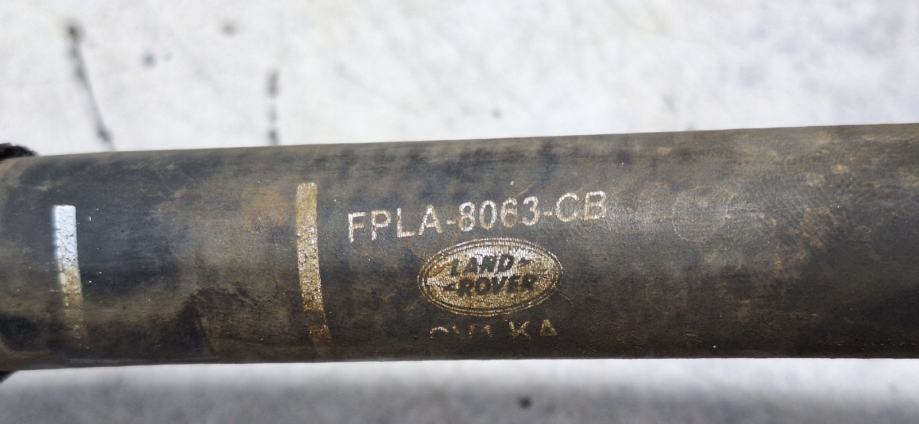 FPLA-8063-CB
LAND
ROVER